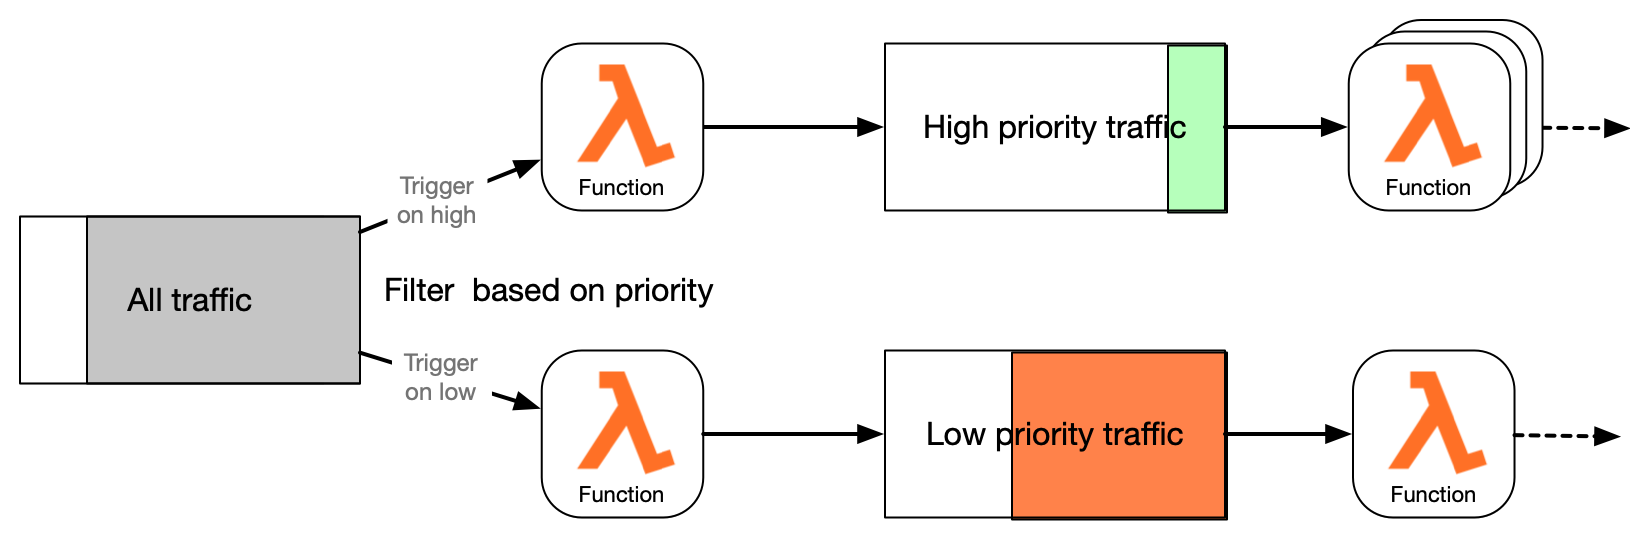 Trigger
on high
Function
High priority traffic
Function
All traffic
Filter  based on priority
Trigger
on low
Function
Low priority traffic
Function